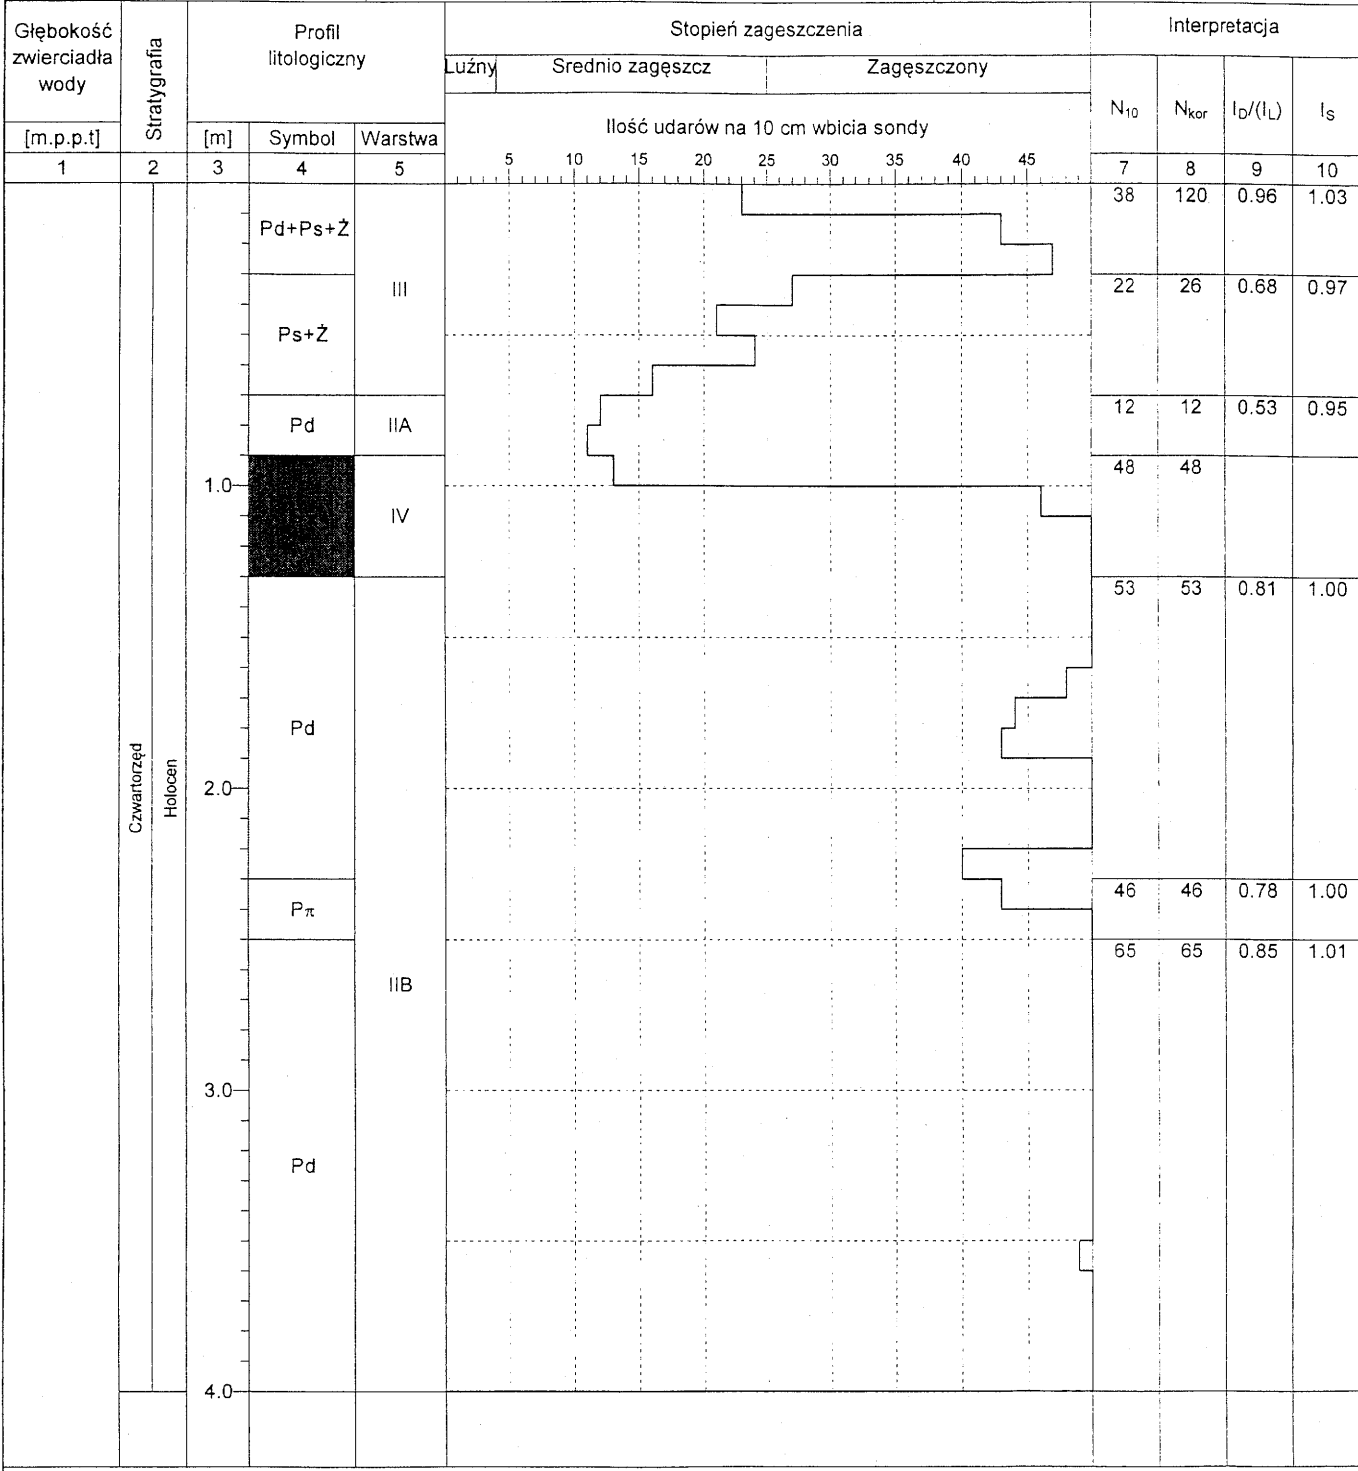 Głębokość
zwierciadła
wody
[m.p.p.t]
1
Stratygrafia
2
Profil
litologiczny
[m] Symbol Warstwa
3 4 5
Stopień zageszczenia
Luźny Srednio zagęszcz Zagęszczony
Ilość udarów na 10 cm wbicia sondy
5 10 15 20 25 30 35 40 45
Interpretacja
N10 Nkor ID/(IL) IS
7 8 9 10
Pd+Ps+Ż 38 120 0.96 1.03
III
Ps+Ż 22 26 0.68 0.97
Pd IIA 12 12 0.53 0.95
1.0
IV 48 48
Pd 53 53 0.81 1.00
Czwartorzęd
Holocen
2.0
Pπ 46 46 0.78 1.00
IIB
65 65 0.85 1.01
3.0
Pd
4.0